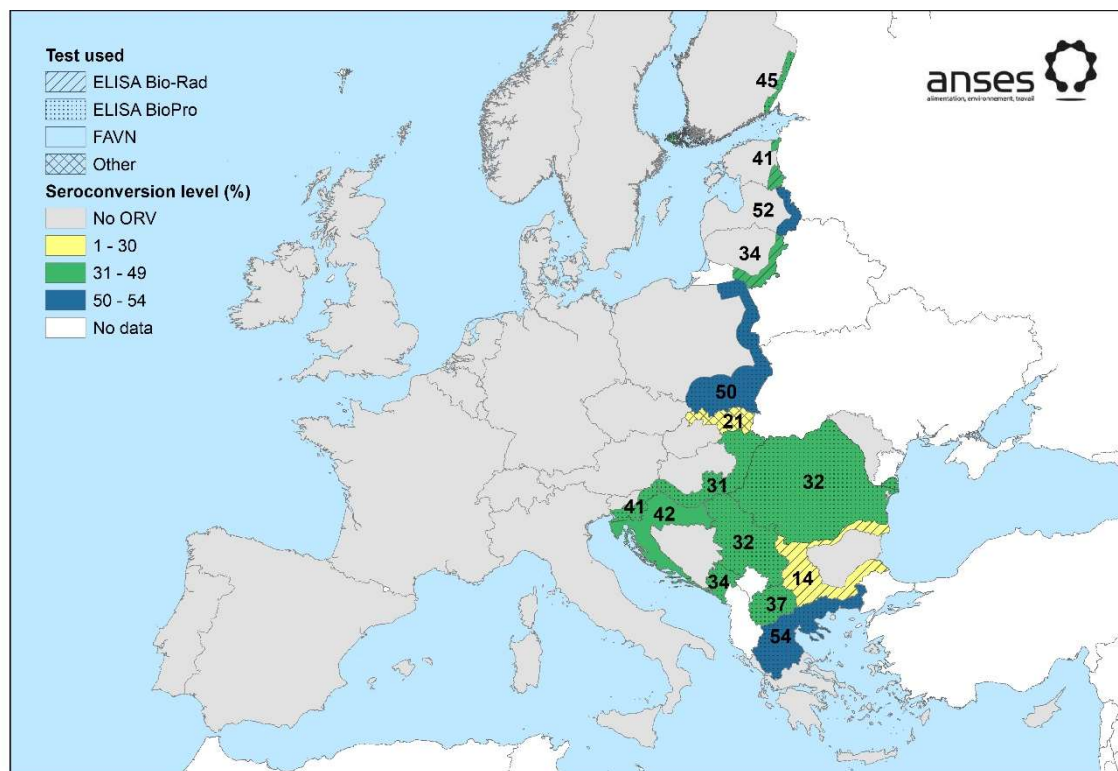 Test used
ELISA Bio-Rad
ELISA BioPro
FAVN
Other
Seroconversion level (%)
No ORV
1 - 30
31 - 49
50 - 54
No data
anses
alimentation, environnement, travail
45
41
52
34
50
21
32
31
41
42
32
34
14
37
54